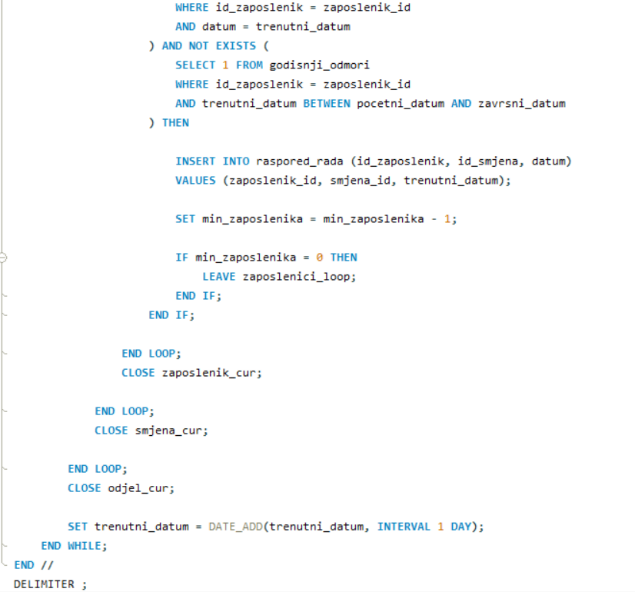 WHERE id_zaposlenik = zaposlenik_id
AND datum = trenutni_datum
) AND NOT EXISTS (
SELECT 1 FROM godisnji_odmori
WHERE id_zaposlenik = zaposlenik_id
AND trenutni_datum BETWEEN pocetni_datum AND zavrsni_datum
) THEN
INSERT INTO raspored_rada (id_zaposlenik, id_smjena, datum)
VALUES (zaposlenik_id, smjena_id, trenutni_datum);
SET min_zaposlenika = min_zaposlenika - 1;
IF min_zaposlenika = 0 THEN
LEAVE zaposlenici_loop;
END IF;
END IF;
END LOOP;
CLOSE zaposlenik_cur;
END LOOP;
CLOSE smjena_cur;
END LOOP;
CLOSE odjel_cur;
SET trenutni_datum = DATE_ADD(trenutni_datum, INTERVAL 1 DAY);
END WHILE;
END //
DELIMITER ;